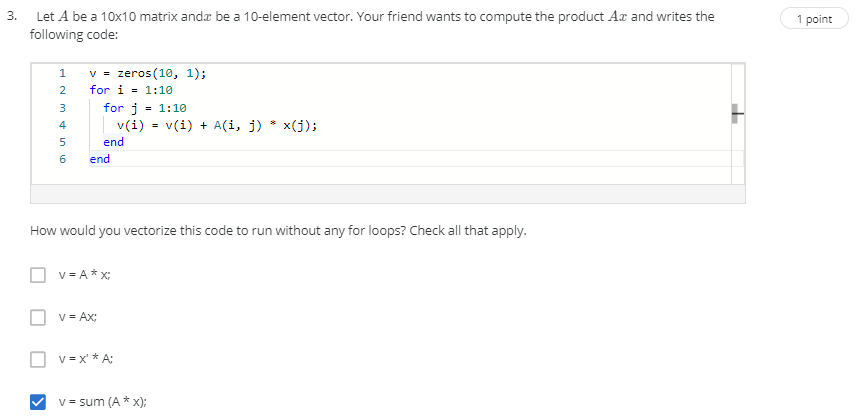 3. Let A be a 10x10 matrix andx be a 10-element vector. Your friend wants to compute the product Ax and writes the
1 point
following code:
1 v = zeros(10, 1);
2 for i = 1:10
3 for j = 1:10
4 v(i) = v(i) + A(i, j) * x(j);
5 end
6 end
How would you vectorize this code to run without any for loops? Check all that apply.
v = A * x;
v = Ax;
v = x' * A;
v = sum (A * x);